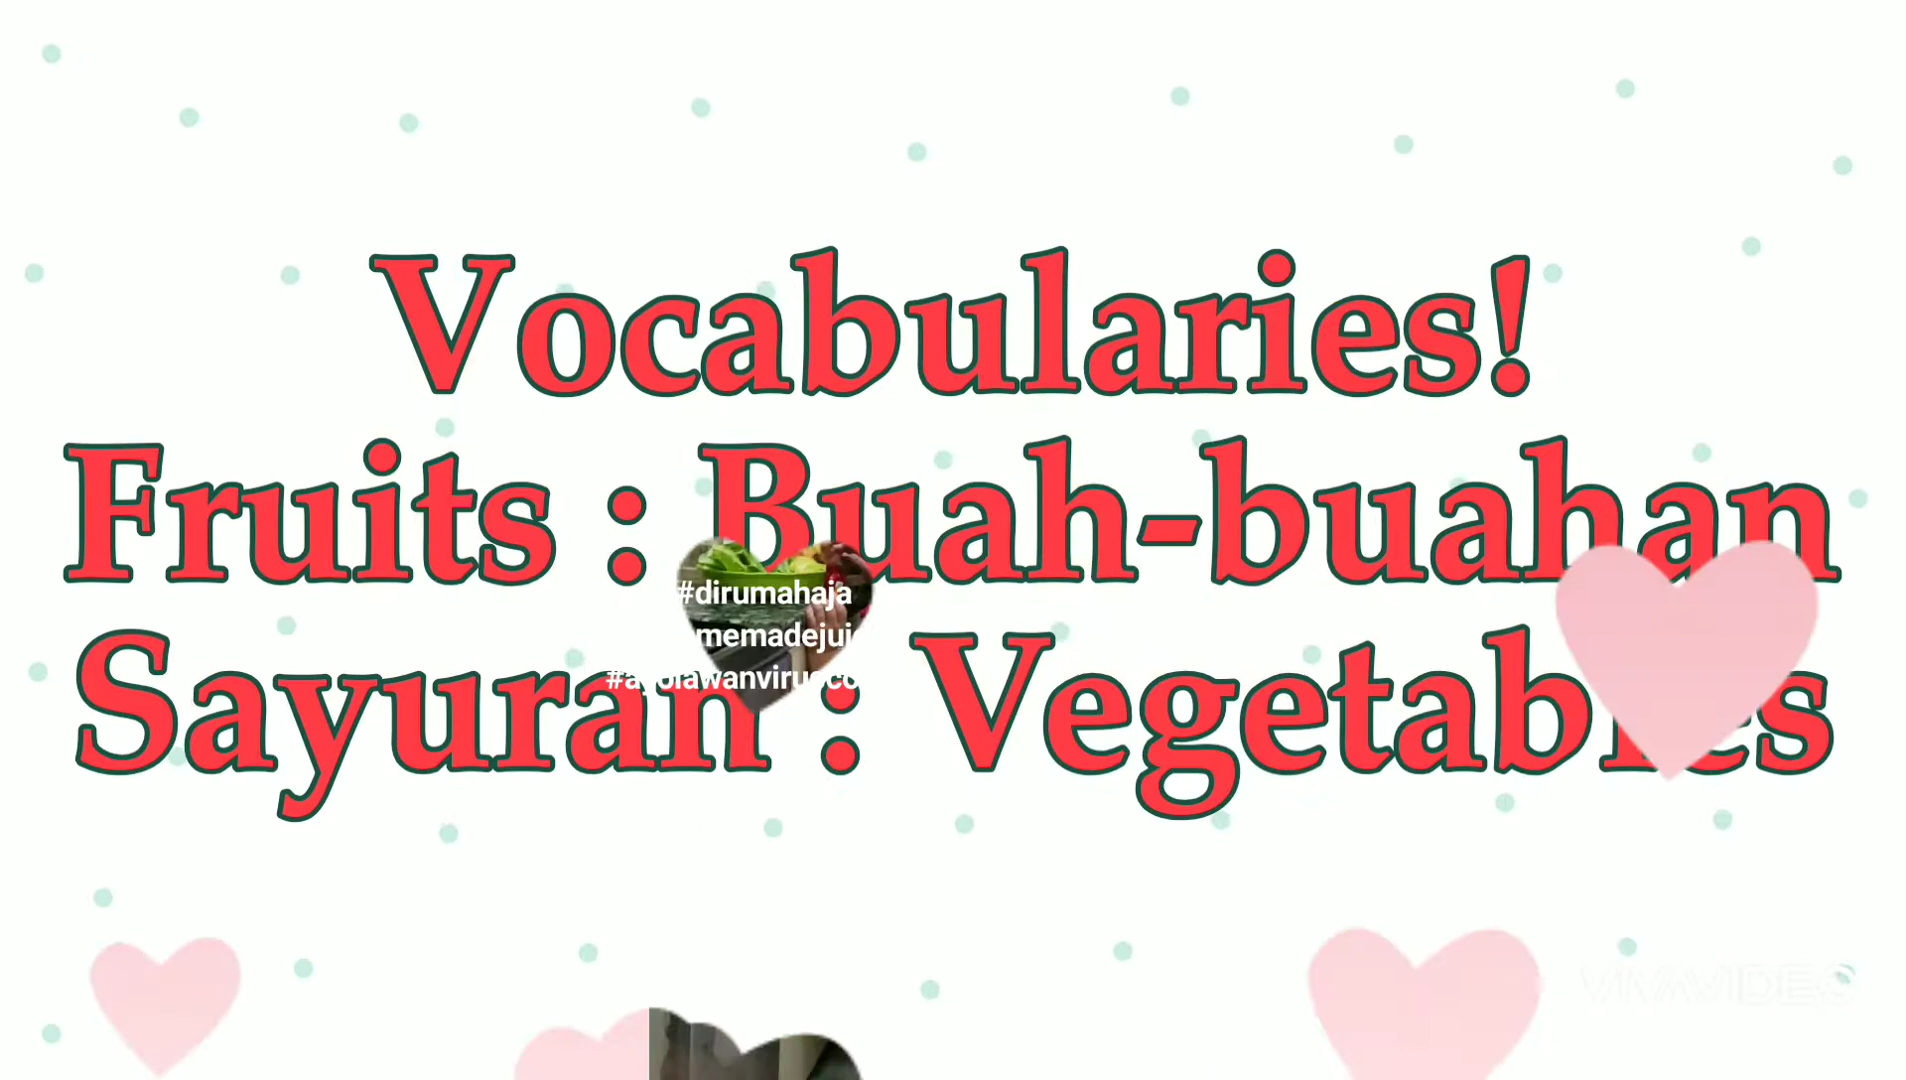 Vocabularies!
Fruits : Buah-buahan
Sayuran : Vegetables
#dirumahaja